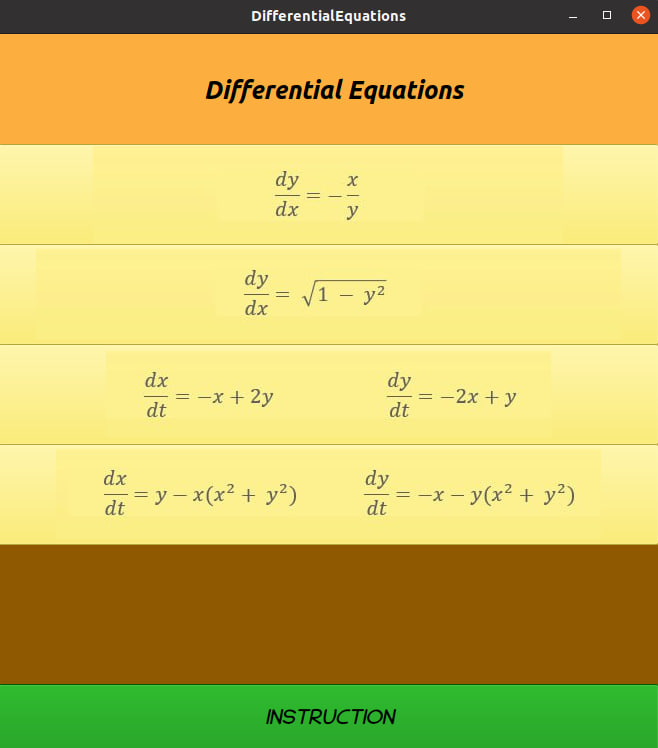 DifferentialEquations
Differential Equations
dy/dx = − x/y
dy/dx = √(1 − y²)
dx/dt = −x + 2y    dy/dt = −2x + y
dx/dt = y − x(x² + y²)    dy/dt = −x − y(x² + y²)
INSTRUCTION